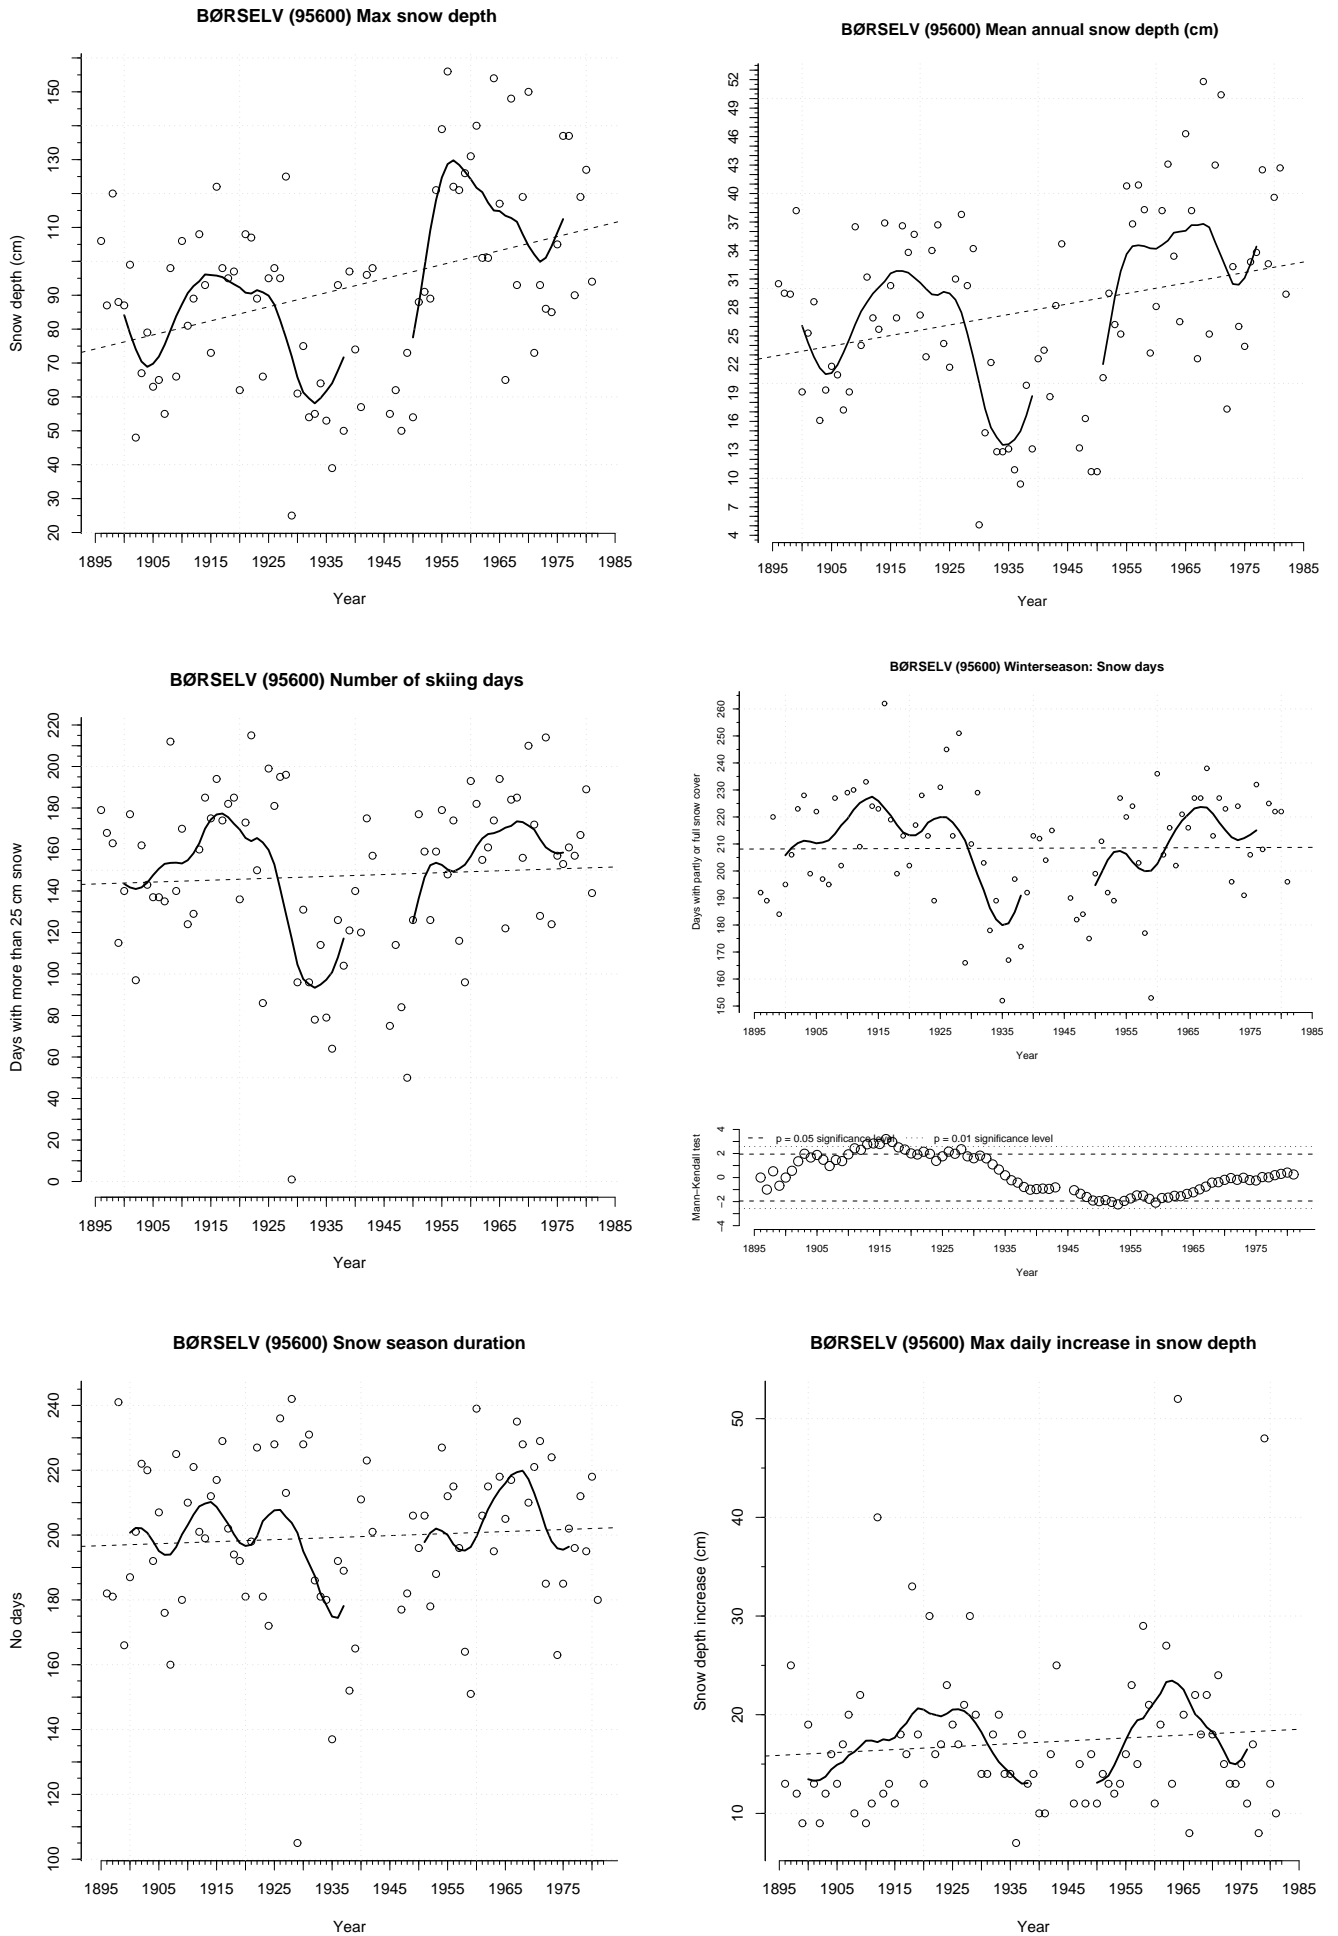 BØRSELV (95600) Max snow depth
Snow depth (cm)
20 30 40 50 60 70 80 90 110 130 150
1895 1905 1915 1925 1935 1945 1955 1965 1975 1985
Year
BØRSELV (95600) Mean annual snow depth (cm)
4 7 10 13 16 19 22 25 28 31 34 37 40 43 46 49 52
1895 1905 1915 1925 1935 1945 1955 1965 1975 1985
Year
BØRSELV (95600) Number of skiing days
Days with more than 25 cm snow
0 20 40 60 80 100 120 140 160 180 200 220
1895 1905 1915 1925 1935 1945 1955 1965 1975 1985
Year
BØRSELV (95600) Winterseason: Snow days
Days with partly or full snow cover
150 160 170 180 190 200 210 220 230 240 250 260
1895 1905 1915 1925 1935 1945 1955 1965 1975 1985
Year
Mann−Kendall test
−4 −2 0 2 4
p = 0.05 significance level
p = 0.01 significance level
1895 1905 1915 1925 1935 1945 1955 1965 1975
Year
BØRSELV (95600) Snow season duration
No days
100 120 140 160 180 200 220 240
1895 1905 1915 1925 1935 1945 1955 1965 1975
Year
BØRSELV (95600) Max daily increase in snow depth
Snow depth increase (cm)
10 20 30 40 50
1895 1905 1915 1925 1935 1945 1955 1965 1975 1985
Year